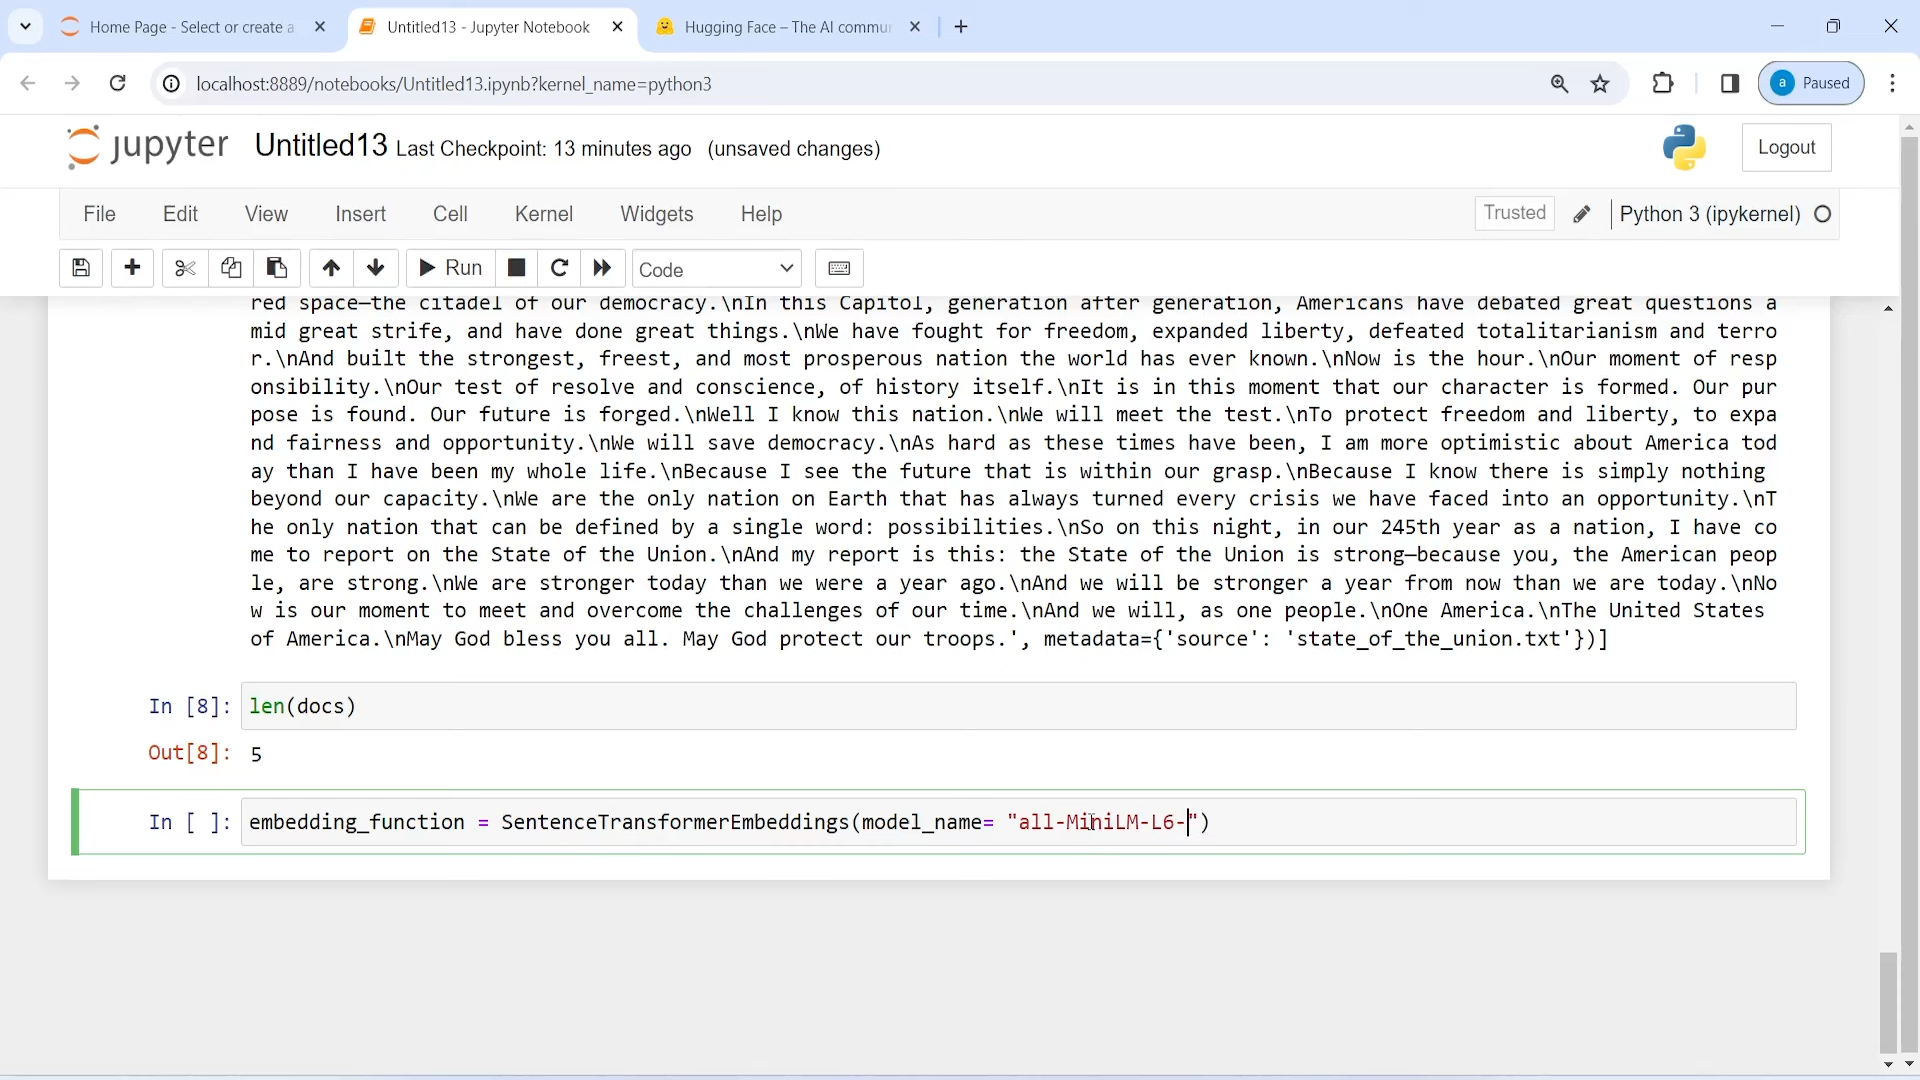 Home Page - Select or create a
Untitled13 - Jupyter Notebook
Hugging Face – The AI commun
localhost:8889/notebooks/Untitled13.ipynb?kernel_name=python3
a Paused
jupyter Untitled13 Last Checkpoint: 13 minutes ago (unsaved changes)
Logout
File Edit View Insert Cell Kernel Widgets Help
Trusted Python 3 (ipykernel)
Run Code
red space—the citadel of our democracy.\nIn this Capitol, generation after generation, Americans have debated great questions a
mid great strife, and have done great things.\nWe have fought for freedom, expanded liberty, defeated totalitarianism and terro
r.\nAnd built the strongest, freest, and most prosperous nation the world has ever known.\nNow is the hour.\nOur moment of resp
onsibility.\nOur test of resolve and conscience, of history itself.\nIt is in this moment that our character is formed. Our pur
pose is found. Our future is forged.\nWell I know this nation.\nWe will meet the test.\nTo protect freedom and liberty, to expa
nd fairness and opportunity.\nWe will save democracy.\nAs hard as these times have been, I am more optimistic about America tod
ay than I have been my whole life.\nBecause I see the future that is within our grasp.\nBecause I know there is simply nothing
beyond our capacity.\nWe are the only nation on Earth that has always turned every crisis we have faced into an opportunity.\nT
he only nation that can be defined by a single word: possibilities.\nSo on this night, in our 245th year as a nation, I have co
me to report on the State of the Union.\nAnd my report is this: the State of the Union is strong—because you, the American peop
le, are strong.\nWe are stronger today than we were a year ago.\nAnd we will be stronger a year from now than we are today.\nNo
w is our moment to meet and overcome the challenges of our time.\nAnd we will, as one people.\nOne America.\nThe United States
of America.\nMay God bless you all. May God protect our troops.', metadata={'source': 'state_of_the_union.txt'})]
In [8]: len(docs)
Out[8]: 5
In [ ]: embedding_function = SentenceTransformerEmbeddings(model_name= "all-MiniLM-L6-")